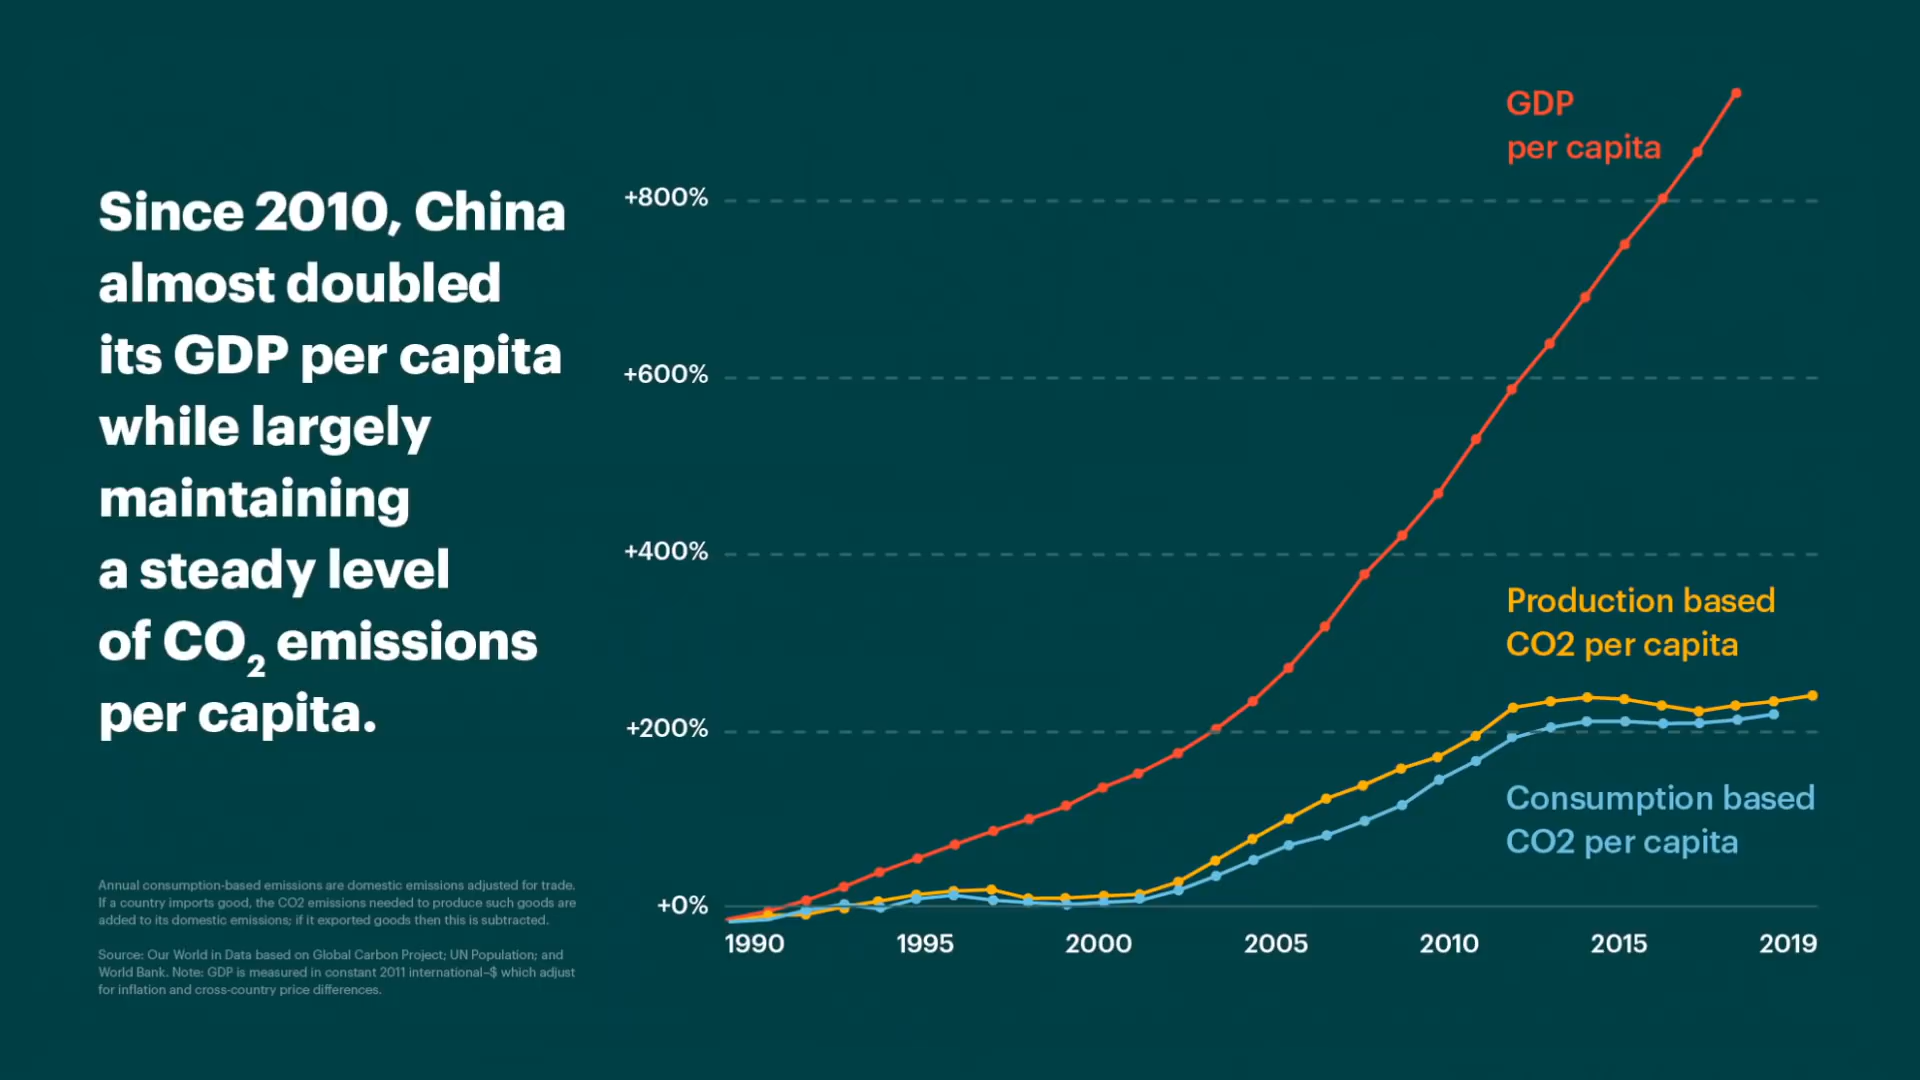 Since 2010, China
almost doubled
its GDP per capita
while largely
maintaining
a steady level
of CO₂ emissions
per capita.
Annual consumption-based emissions are domestic emissions adjusted for trade.
If a country imports good, the CO2 emissions needed to produce such goods are
added to its domestic emissions; if it exported goods then this is subtracted.
Source: Our World in Data based on Global Carbon Project; UN Population; and
World Bank. Note: GDP is measured in constant 2011 international-$ which adjust
for inflation and cross-country price differences.
GDP
per capita
+800%
+600%
+400%
Production based
CO2 per capita
+200%
Consumption based
CO2 per capita
+0%
1990 1995 2000 2005 2010 2015 2019